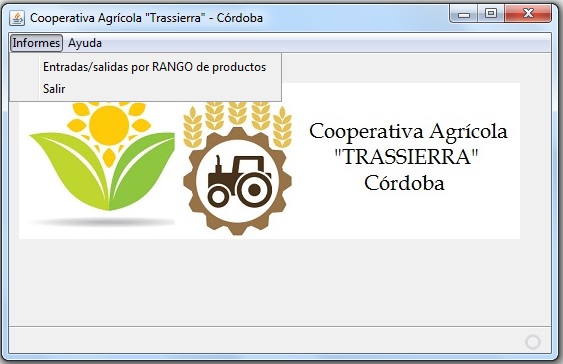 Cooperativa Agrícola "Trassierra" - Córdoba
Informes Ayuda
Entradas/salidas por RANGO de productos
Salir
Cooperativa Agrícola
"TRASSIERRA"
Córdoba